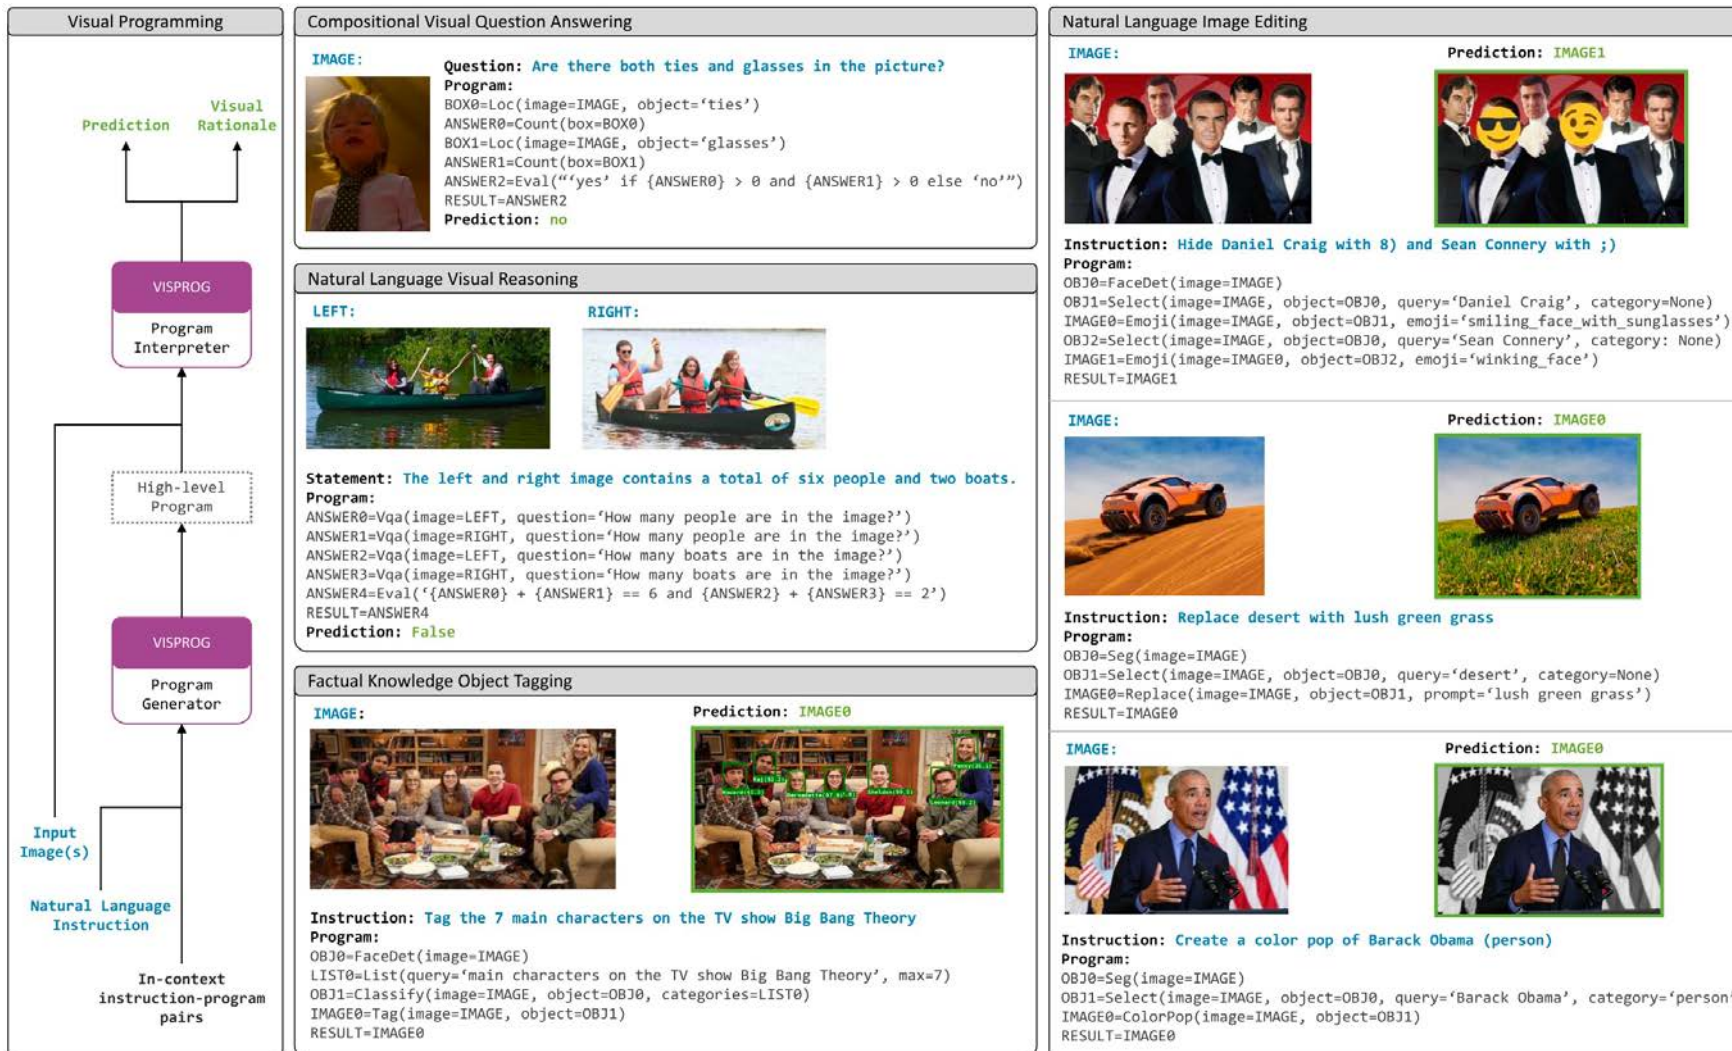 Visual Programming
Prediction
Visual
Rationale
VISPROG
Program
Interpreter
High-level
Program
VISPROG
Program
Generator
Input
Image(s)
Natural Language
Instruction
In-context
instruction-program
pairs
Compositional Visual Question Answering
IMAGE:
Question: Are there both ties and glasses in the picture?
Program:
BOX0=Loc(image=IMAGE, object=‘ties’)
ANSWER0=Count(box=BOX0)
BOX1=Loc(image=IMAGE, object=‘glasses’)
ANSWER1=Count(box=BOX1)
ANSWER2=Eval(“‘yes’ if {ANSWER0} > 0 and {ANSWER1} > 0 else ‘no’”)
RESULT=ANSWER2
Prediction: no
Natural Language Visual Reasoning
LEFT:
RIGHT:
Statement: The left and right image contains a total of six people and two boats.
Program:
ANSWER0=Vqa(image=LEFT, question=‘How many people are in the image?’)
ANSWER1=Vqa(image=RIGHT, question=‘How many people are in the image?’)
ANSWER2=Vqa(image=LEFT, question=‘How many boats are in the image?’)
ANSWER3=Vqa(image=RIGHT, question=‘How many boats are in the image?’)
ANSWER4=Eval(‘{ANSWER0} + {ANSWER1} == 6 and {ANSWER2} + {ANSWER3} == 2’)
RESULT=ANSWER4
Prediction: False
Factual Knowledge Object Tagging
IMAGE:
Prediction: IMAGE0
Instruction: Tag the 7 main characters on the TV show Big Bang Theory
Program:
OBJ0=FaceDet(image=IMAGE)
LIST0=List(query=‘main characters on the TV show Big Bang Theory’, max=7)
OBJ1=Classify(image=IMAGE, object=OBJ0, categories=LIST0)
IMAGE0=Tag(image=IMAGE, object=OBJ1)
RESULT=IMAGE0
Natural Language Image Editing
IMAGE:
Prediction: IMAGE1
Instruction: Hide Daniel Craig with 8) and Sean Connery with ;)
Program:
OBJ0=FaceDet(image=IMAGE)
OBJ1=Select(image=IMAGE, object=OBJ0, query=‘Daniel Craig’, category=None)
IMAGE0=Emoji(image=IMAGE, object=OBJ1, emoji=‘smiling_face_with_sunglasses’)
OBJ2=Select(image=IMAGE, object=OBJ0, query=‘Sean Connery’, category: None)
IMAGE1=Emoji(image=IMAGE0, object=OBJ2, emoji=‘winking_face’)
RESULT=IMAGE1
IMAGE:
Prediction: IMAGE0
Instruction: Replace desert with lush green grass
Program:
OBJ0=Seg(image=IMAGE)
OBJ1=Select(image=IMAGE, object=OBJ0, query=‘desert’, category=None)
IMAGE0=Replace(image=IMAGE, object=OBJ1, prompt=‘lush green grass’)
RESULT=IMAGE0
IMAGE:
Prediction: IMAGE0
Instruction: Create a color pop of Barack Obama (person)
Program:
OBJ0=Seg(image=IMAGE)
OBJ1=Select(image=IMAGE, object=OBJ0, query=‘Barack Obama’, category=‘person’
IMAGE0=ColorPop(image=IMAGE, object=OBJ1)
RESULT=IMAGE0